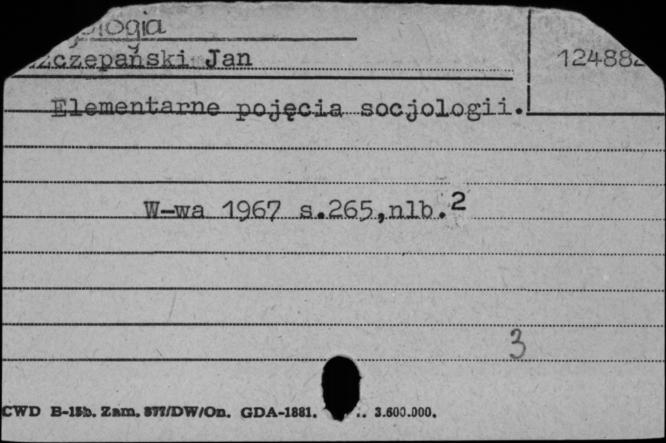 ologia
Szczepański Jan
124882
Elementarne pojęcia socjologii.
W-wa 1967 s.265,nlb.2
3
CWD B-15b. Zam. 877/DW/On. GDA-1881. 3.600.000.